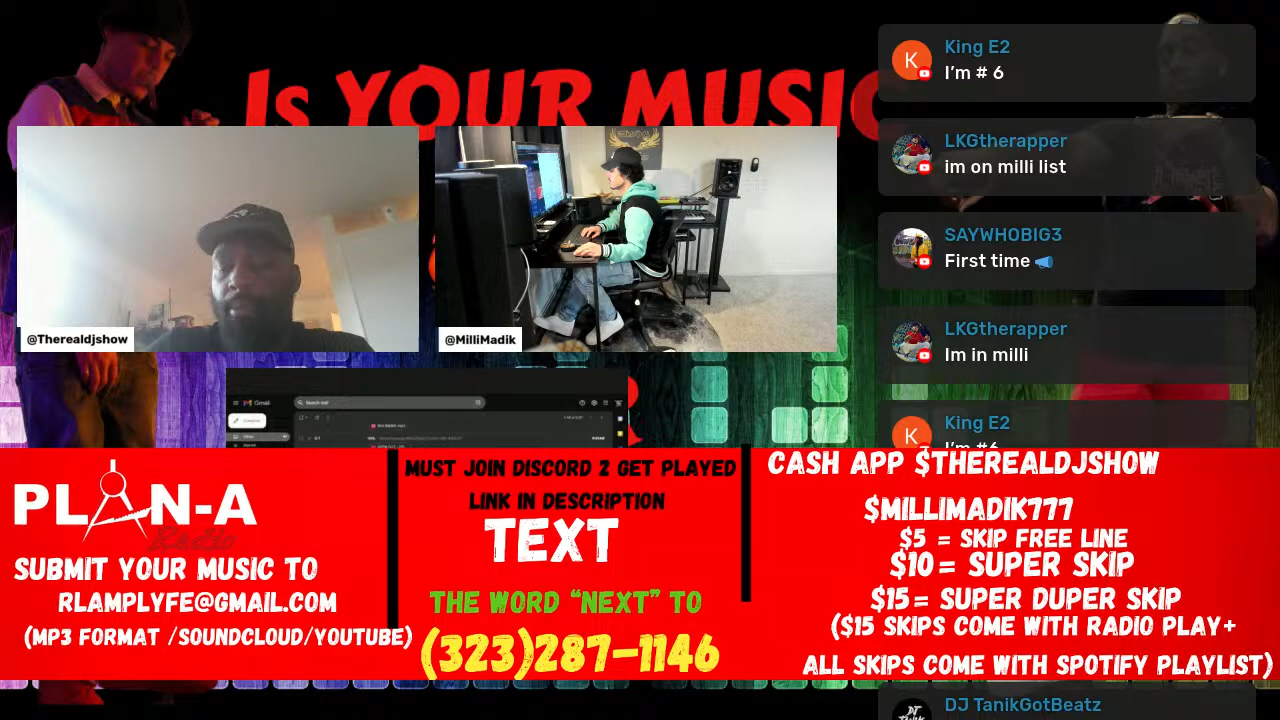 Is YOUR MUSIC
@Therealdjshow
@MilliMadik
Gmail
King E2
I'm # 6
LKGtherapper
im on milli list
SAYWHOBIG3
First time
LKGtherapper
Im in milli
King E2
I'm #6
PLAN-A
Radio
SUBMIT YOUR MUSIC TO
RLAMPLYFE@GMAIL.COM
(MP3 FORMAT /SOUNDCLOUD/YOUTUBE)
MUST JOIN DISCORD 2 GET PLAYED
LINK IN DESCRIPTION
TEXT
THE WORD “NEXT” TO
(323)287-1146
CASH APP $THEREALDJSHOW
$MILLIMADIK777
$5 = SKIP FREE LINE
$10= SUPER SKIP
$15= SUPER DUPER SKIP
($15 SKIPS COME WITH RADIO PLAY+
ALL SKIPS COME WITH SPOTIFY PLAYLIST)
DJ TanikGotBeatz